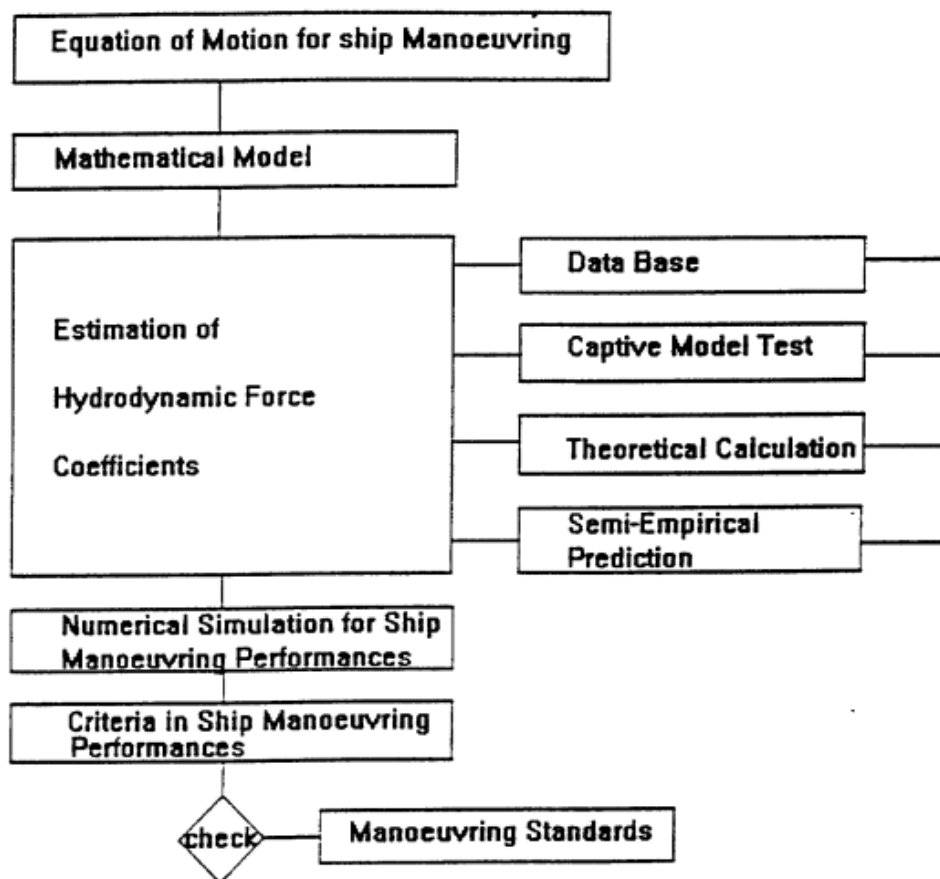 Equation of Motion for ship Manoeuvring
Mathematical Model
Estimation of
Hydrodynamic Force
Coefficients
Data Base
Captive Model Test
Theoretical Calculation
Semi-Empirical
Prediction
Numerical Simulation for Ship
Manoeuvring Performances
Criteria in Ship Manoeuvring
Performances
check
Manoeuvring Standards